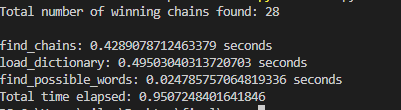 Total number of winning chains found: 28
find_chains: 0.4289078712463379 seconds
load_dictionary: 0.49503040313720703 seconds
find_possible_words: 0.024785757064819336 seconds
Total time elapsed: 0.9507248401641846